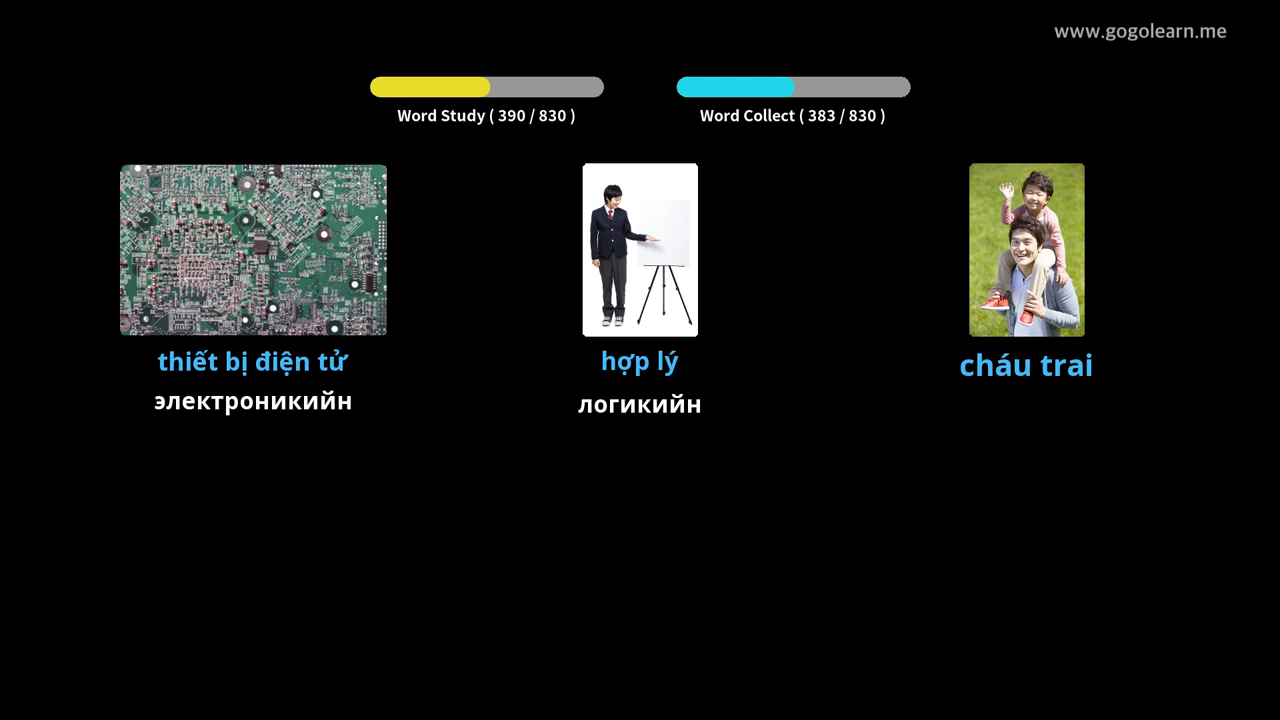 www.gogolearn.me
Word Study ( 390 / 830 )
Word Collect ( 383 / 830 )
thiết bị điện tử
электроникийн
hợp lý
логикийн
cháu trai